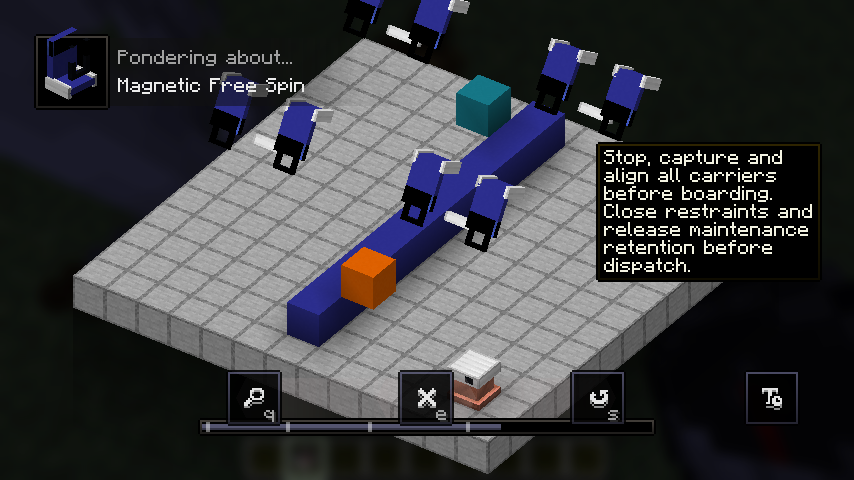 Pondering about...
Magnetic Free Spin
Stop, capture and
align all carriers
before boarding.
Close restraints and
release maintenance
retention before
dispatch.
q
e
s
T